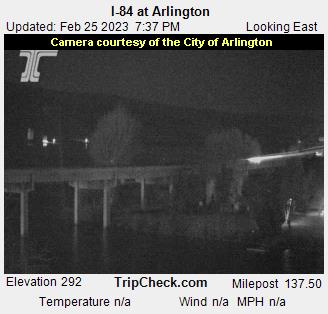 I-84 at Arlington
Updated: Feb 25 2023 7:37 PM Looking East
Camera courtesy of the City of Arlington
Elevation 292 TripCheck.com Milepost 137.50
Temperature n/a Wind n/a MPH n/a